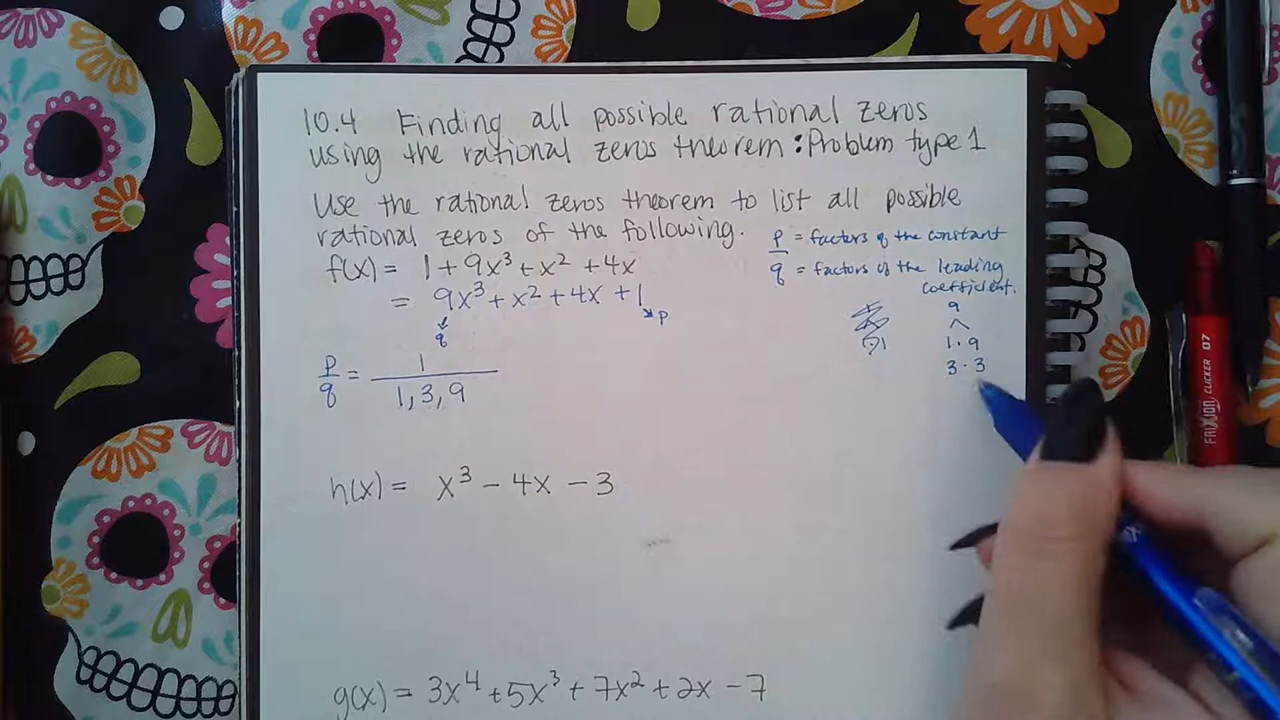 10.4 Finding all possible rational zeros
using the rational zeros theorem: Problem type 1
Use the rational zeros theorem to list all possible
rational zeros of the following.
p = factors of the constant
q = factors of the leading
coefficient.
f(x) = 1 + 9x³ + x² + 4x
= 9x³ + x² + 4x + 1
q
p
9
1 · 9
3 · 3
p/q = 1/1, 3, 9
h(x) = x³ - 4x - 3
g(x) = 3x⁴ + 5x³ + 7x² + 2x - 7
FRIXION CLICKER 07